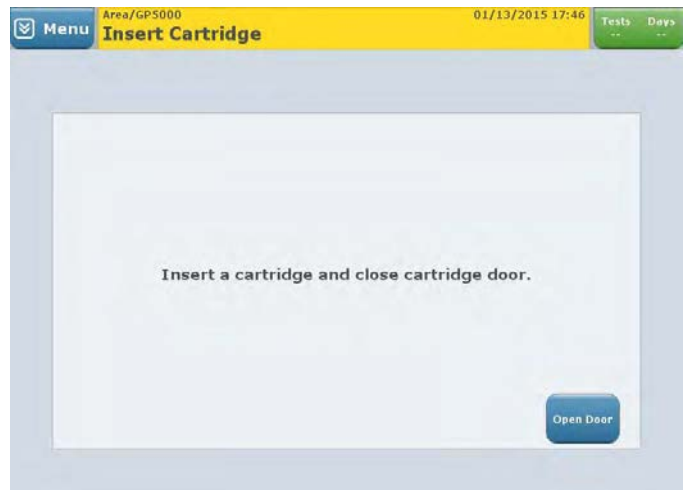 Menu
Area/GP5000
Insert Cartridge
01/13/2015 17:46
Tests Days
-- --
Insert a cartridge and close cartridge door.
Open Door